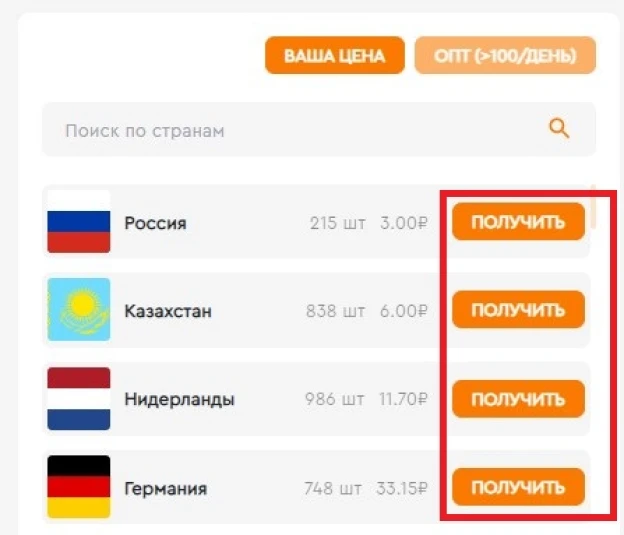 ВАША ЦЕНА ОПТ (>100/ДЕНЬ)
Поиск по странам
Россия 215 шт 3.00₽ ПОЛУЧИТЬ
Казахстан 838 шт 6.00₽ ПОЛУЧИТЬ
Нидерланды 986 шт 11.70₽ ПОЛУЧИТЬ
Германия 748 шт 33.15₽ ПОЛУЧИТЬ